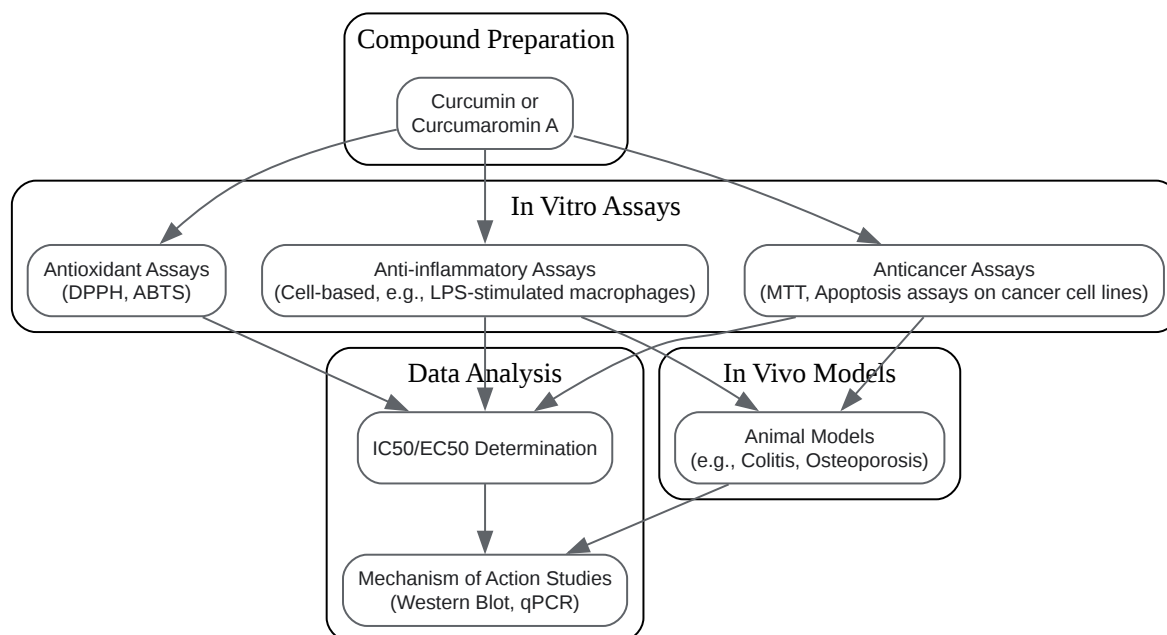 Compound Preparation
Curcumin or
Curcumaromin A
In Vitro Assays
Antioxidant Assays
(DPPH, ABTS)
Anti-inflammatory Assays
(Cell-based, e.g., LPS-stimulated macrophages)
Anticancer Assays
(MTT, Apoptosis assays on cancer cell lines)
Data Analysis
IC50/EC50 Determination
In Vivo Models
Animal Models
(e.g., Colitis, Osteoporosis)
Mechanism of Action Studies
(Western Blot, qPCR)